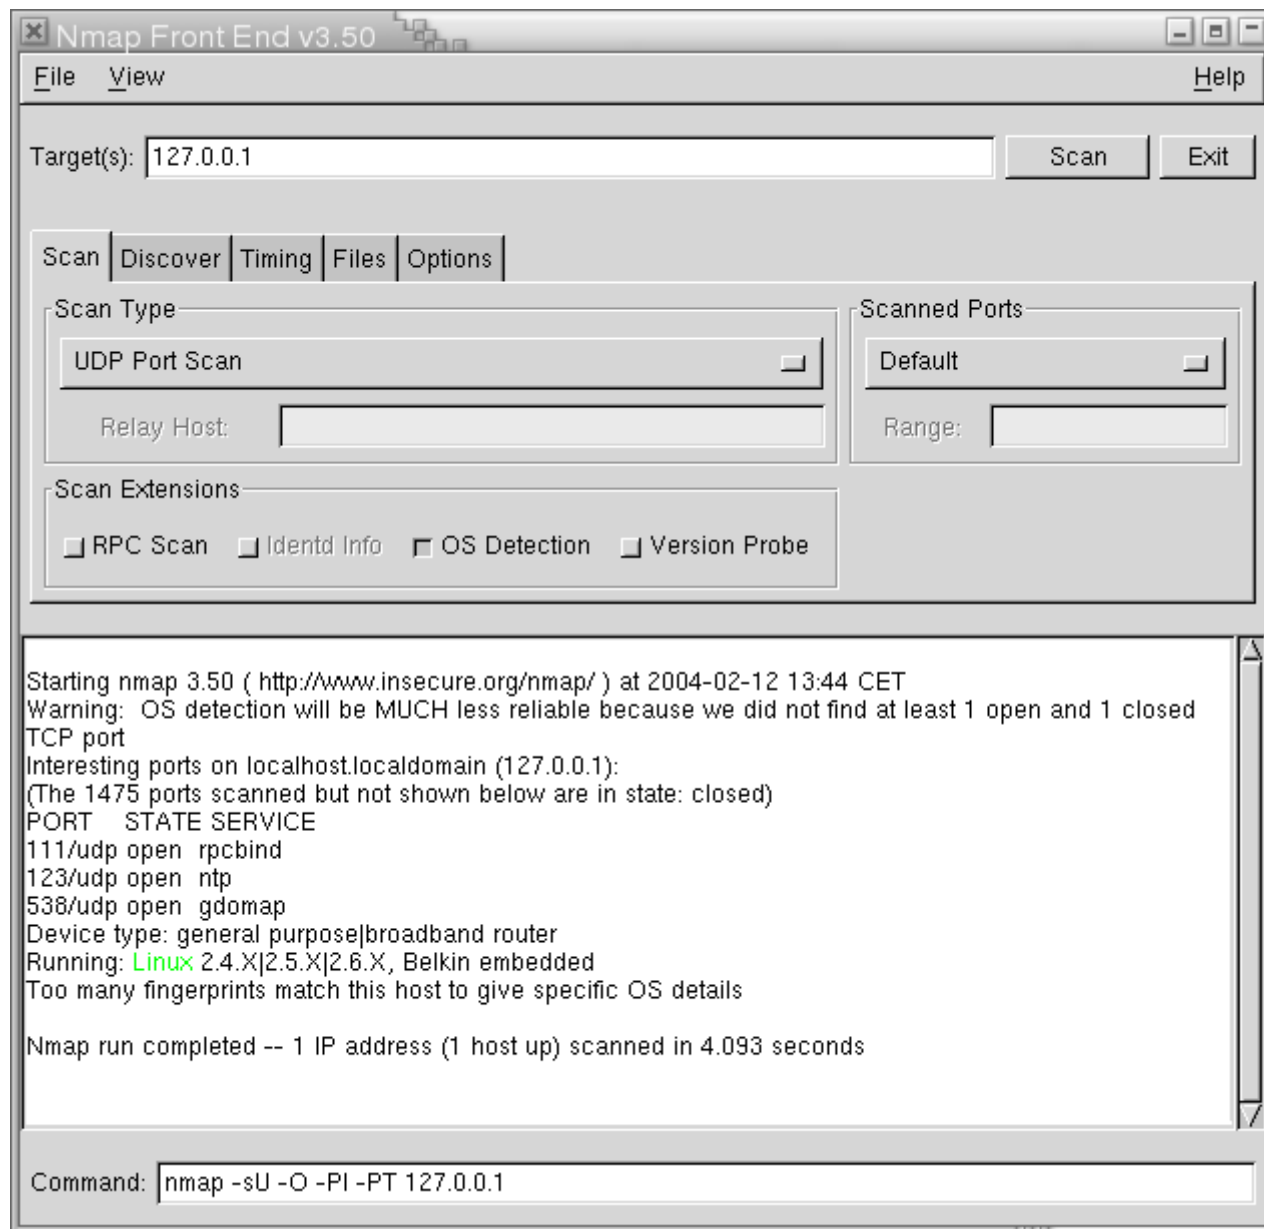 Nmap Front End v3.50
File View Help
Target(s): 127.0.0.1 Scan Exit
Scan Discover Timing Files Options
Scan Type Scanned Ports
UDP Port Scan Default
Relay Host: Range:
Scan Extensions
RPC Scan Identd Info OS Detection Version Probe
Starting nmap 3.50 ( http://www.insecure.org/nmap/ ) at 2004-02-12 13:44 CET
Warning:  OS detection will be MUCH less reliable because we did not find at least 1 open and 1 closed
TCP port
Interesting ports on localhost.localdomain (127.0.0.1):
(The 1475 ports scanned but not shown below are in state: closed)
PORT    STATE SERVICE
111/udp open  rpcbind
123/udp open  ntp
538/udp open  gdomap
Device type: general purpose|broadband router
Running: Linux 2.4.X|2.5.X|2.6.X, Belkin embedded
Too many fingerprints match this host to give specific OS details
Nmap run completed -- 1 IP address (1 host up) scanned in 4.093 seconds
Command: nmap -sU -O -PI -PT 127.0.0.1